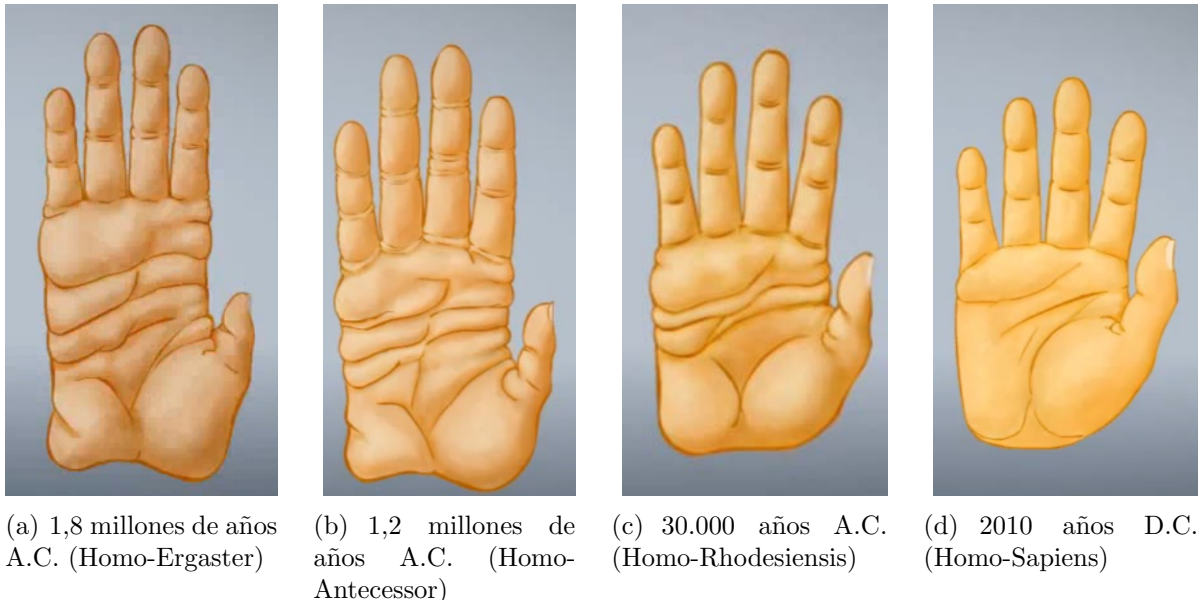 (a) 1,8 millones de años
A.C. (Homo-Ergaster)
(b) 1,2 millones de
años A.C. (Homo-
Antecessor)
(c) 30.000 años A.C.
(Homo-Rhodesiensis)
(d) 2010 años D.C.
(Homo-Sapiens)